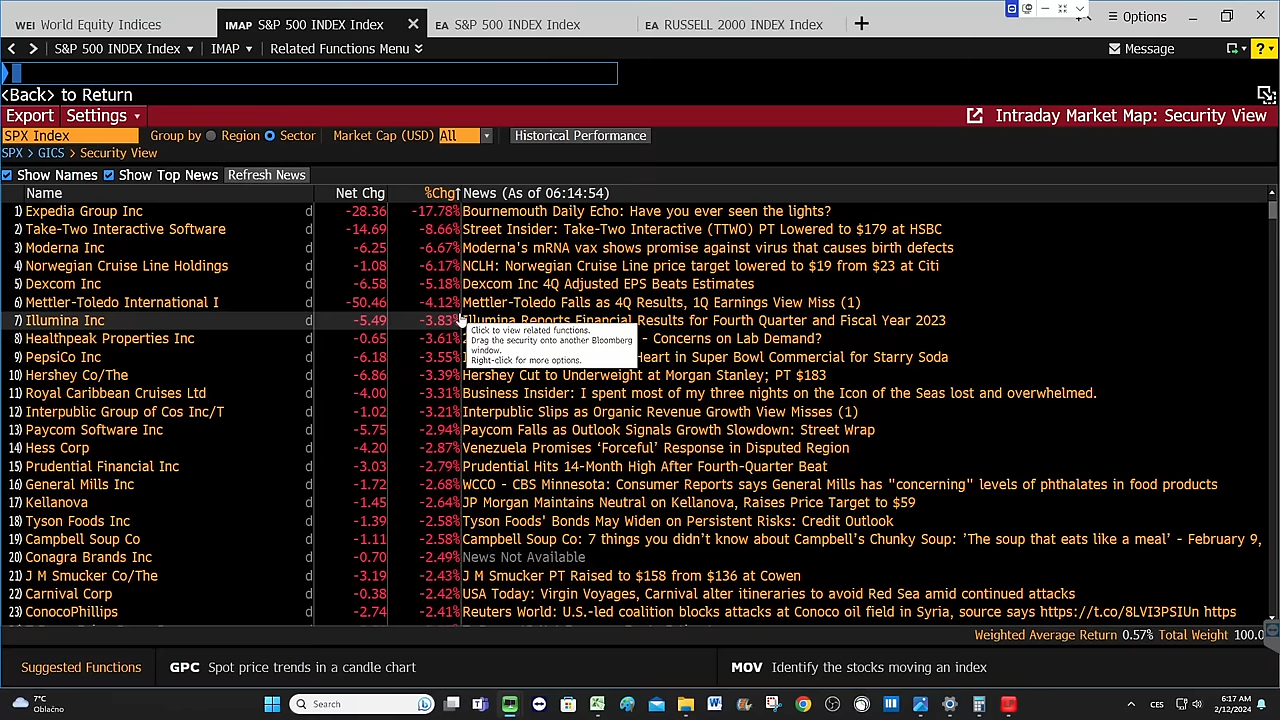 WEI World Equity Indices IMAP S&P 500 INDEX Index EA S&P 500 INDEX Index EA RUSSELL 2000 INDEX Index Options
S&P 500 INDEX Index IMAP Related Functions Menu Message ?
<Back> to Return
Export Settings Intraday Market Map: Security View
SPX Index Group by Region Sector Market Cap (USD) All Historical Performance
SPX > GICS > Security View
Show Names Show Top News Refresh News
Name Net Chg %Chg↑ News (As of 06:14:54)
1) Expedia Group Inc d -28.36 -17.78% Bournemouth Daily Echo: Have you ever seen the lights?
2) Take-Two Interactive Software d -14.69 -8.66% Street Insider: Take-Two Interactive (TTWO) PT Lowered to $179 at HSBC
3) Moderna Inc d -6.25 -6.67% Moderna's mRNA vax shows promise against virus that causes birth defects
4) Norwegian Cruise Line Holdings d -1.08 -6.17% NCLH: Norwegian Cruise Line price target lowered to $19 from $23 at Citi
5) Dexcom Inc d -6.58 -5.18% Dexcom Inc 4Q Adjusted EPS Beats Estimates
6) Mettler-Toledo International I d -50.46 -4.12% Mettler-Toledo Falls as 4Q Results, 1Q Earnings View Miss (1)
7) Illumina Inc d -5.49 -3.83% Illumina Reports Financial Results for Fourth Quarter and Fiscal Year 2023
Click to view related functions.
Drag the security onto another Bloomberg
window.
Right-click for more options.
8) Healthpeak Properties Inc d -0.65 -3.61% - Concerns on Lab Demand?
9) PepsiCo Inc d -6.18 -3.55% Heart in Super Bowl Commercial for Starry Soda
10) Hershey Co/The d -6.86 -3.39% Hershey Cut to Underweight at Morgan Stanley; PT $183
11) Royal Caribbean Cruises Ltd d -4.00 -3.31% Business Insider: I spent most of my three nights on the Icon of the Seas lost and overwhelmed.
12) Interpublic Group of Cos Inc/T d -1.02 -3.21% Interpublic Slips as Organic Revenue Growth View Misses (1)
13) Paycom Software Inc d -5.75 -2.94% Paycom Falls as Outlook Signals Growth Slowdown: Street Wrap
14) Hess Corp d -4.20 -2.87% Venezuela Promises ‘Forceful’ Response in Disputed Region
15) Prudential Financial Inc d -3.03 -2.79% Prudential Hits 14-Month High After Fourth-Quarter Beat
16) General Mills Inc d -1.72 -2.68% WCCO - CBS Minnesota: Consumer Reports says General Mills has "concerning" levels of phthalates in food products
17) Kellanova d -1.45 -2.64% JP Morgan Maintains Neutral on Kellanova, Raises Price Target to $59
18) Tyson Foods Inc d -1.39 -2.58% Tyson Foods' Bonds May Widen on Persistent Risks: Credit Outlook
19) Campbell Soup Co d -1.11 -2.58% Campbell Soup Co: 7 things you didn’t know about Campbell’s Chunky Soup: 'The soup that eats like a meal' - February 9,
20) Conagra Brands Inc d -0.70 -2.49% News Not Available
21) J M Smucker Co/The d -3.19 -2.43% J M Smucker PT Raised to $158 from $136 at Cowen
22) Carnival Corp d -0.38 -2.42% USA Today: Virgin Voyages, Carnival alter itineraries to avoid Red Sea amid continued attacks
23) ConocoPhillips d -2.74 -2.41% Reuters World: U.S.-led coalition blocks attacks at Conoco oil field in Syria, source says https://t.co/8LVI3PSIUn https
Weighted Average Return 0.57% Total Weight 100.0
Suggested Functions GPC Spot price trends in a candle chart MOV Identify the stocks moving an index
7°C
Oblačno
Search
CES
6:17 AM
2/12/2024